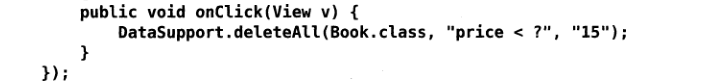 public void onClick(View v) {
DataSupport.deleteAll(Book.class, "price < ?", "15");
}
});